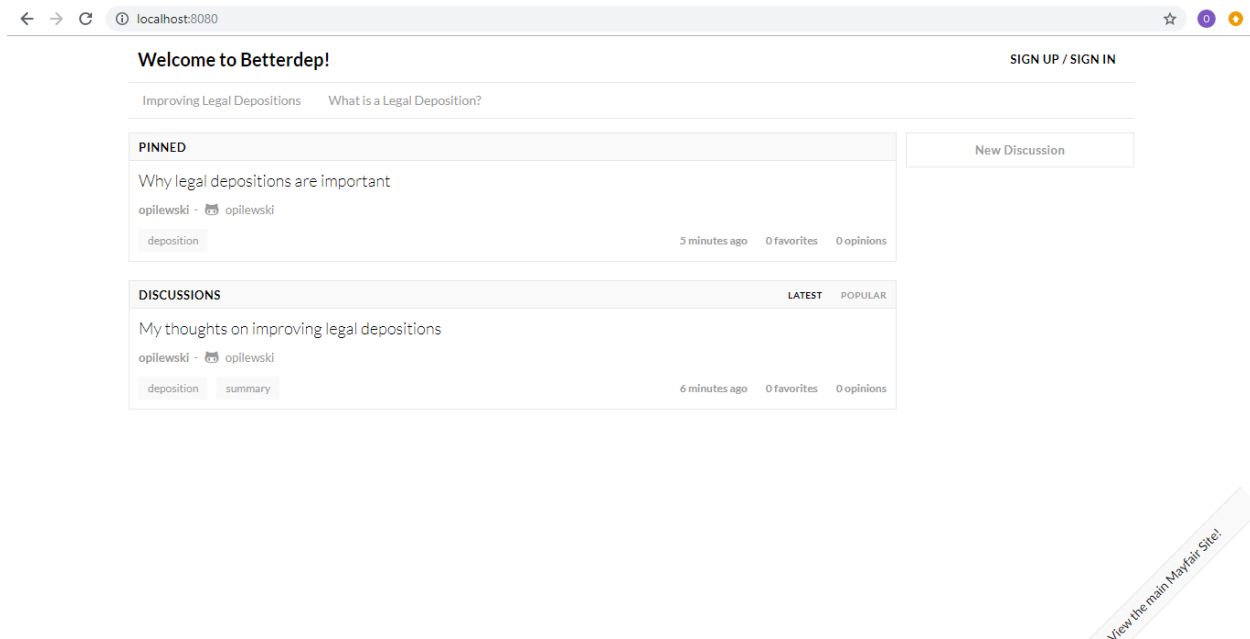 localhost:8080
O
Welcome to Betterdep!
SIGN UP / SIGN IN
Improving Legal Depositions What is a Legal Deposition?
PINNED
Why legal depositions are important
opilewski - opilewski
deposition
5 minutes ago 0 favorites 0 opinions
New Discussion
DISCUSSIONS
LATEST POPULAR
My thoughts on improving legal depositions
opilewski - opilewski
deposition summary
6 minutes ago 0 favorites 0 opinions
View the main Mayfair Site!